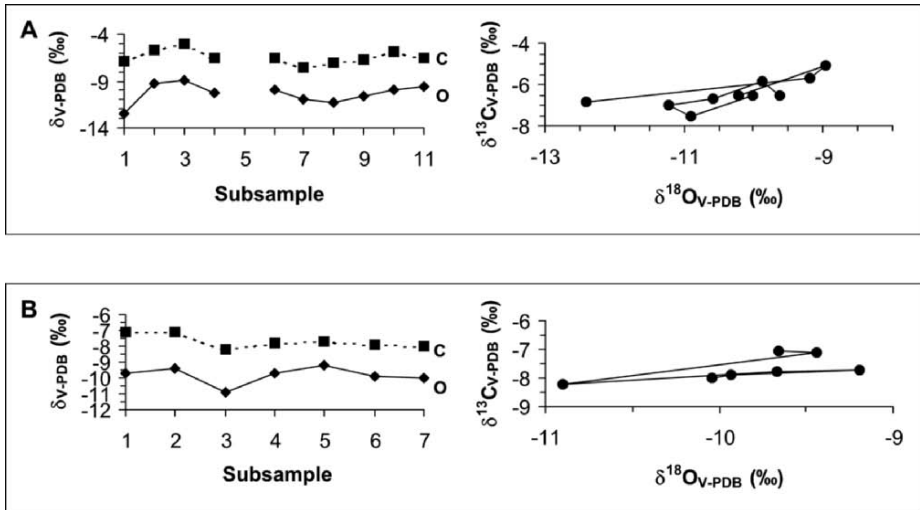 A
δV-PDB (‰)
-4
-9
-14
C
O
1 3 5 7 9 11
Subsample
δ13CV-PDB (‰)
-4
-6
-8
-13 -11 -9
δ18OV-PDB (‰)
B
δV-PDB (‰)
-6
-7
-8
-9
-10
-11
-12
C
O
1 2 3 4 5 6 7
Subsample
δ13CV-PDB (‰)
-6
-7
-8
-9
-11 -10 -9
δ18OV-PDB (‰)